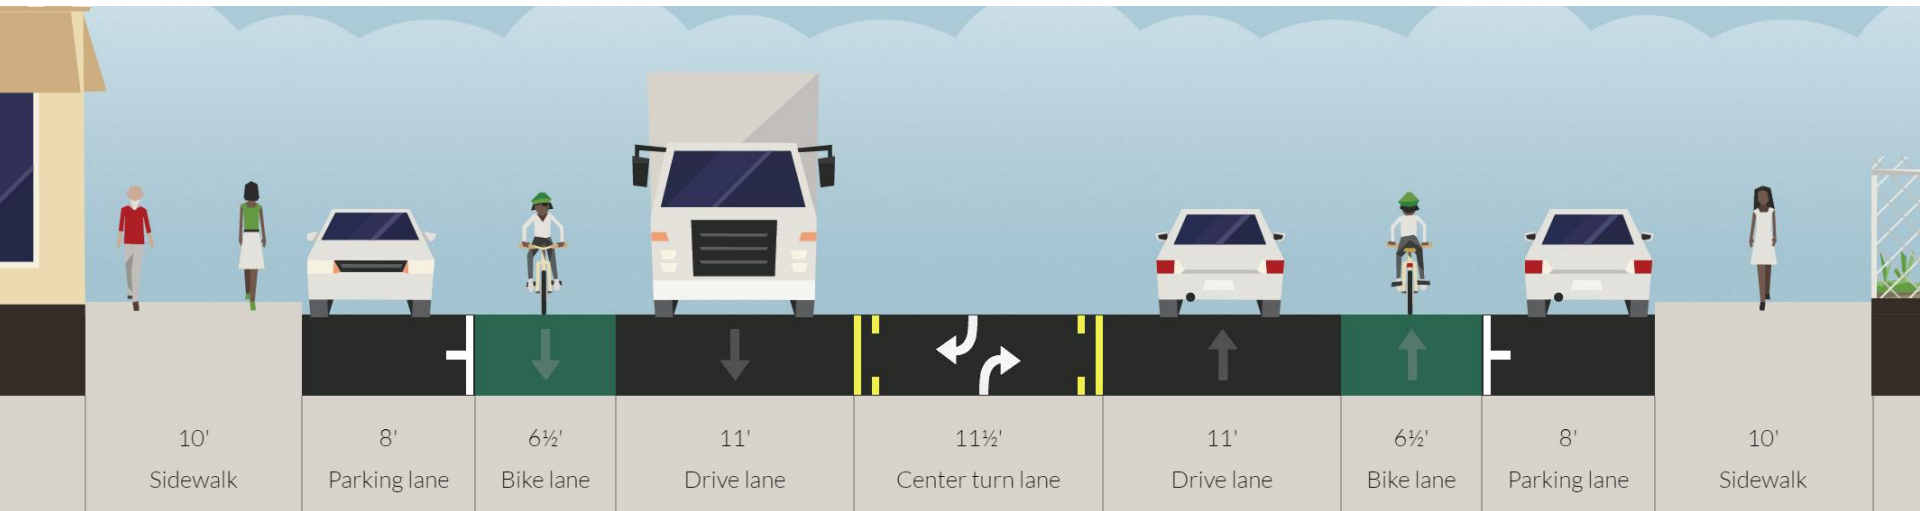 10' 8' 6½' 11' 11½' 11' 6½' 8' 10'
Sidewalk Parking lane Bike lane Drive lane Center turn lane Drive lane Bike lane Parking lane Sidewalk